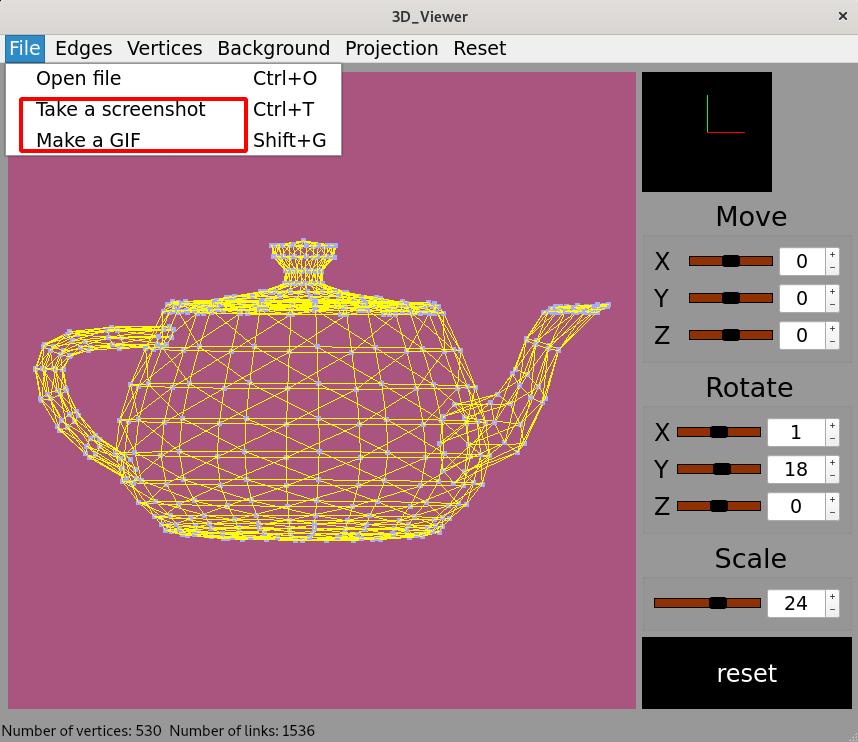 3D_Viewer
File Edges Vertices Background Projection Reset
Open file Ctrl+O
Take a screenshot Ctrl+T
Make a GIF Shift+G
Move
X 0
Y 0
Z 0
Rotate
X 1
Y 18
Z 0
Scale
24
reset
Number of vertices: 530 Number of links: 1536